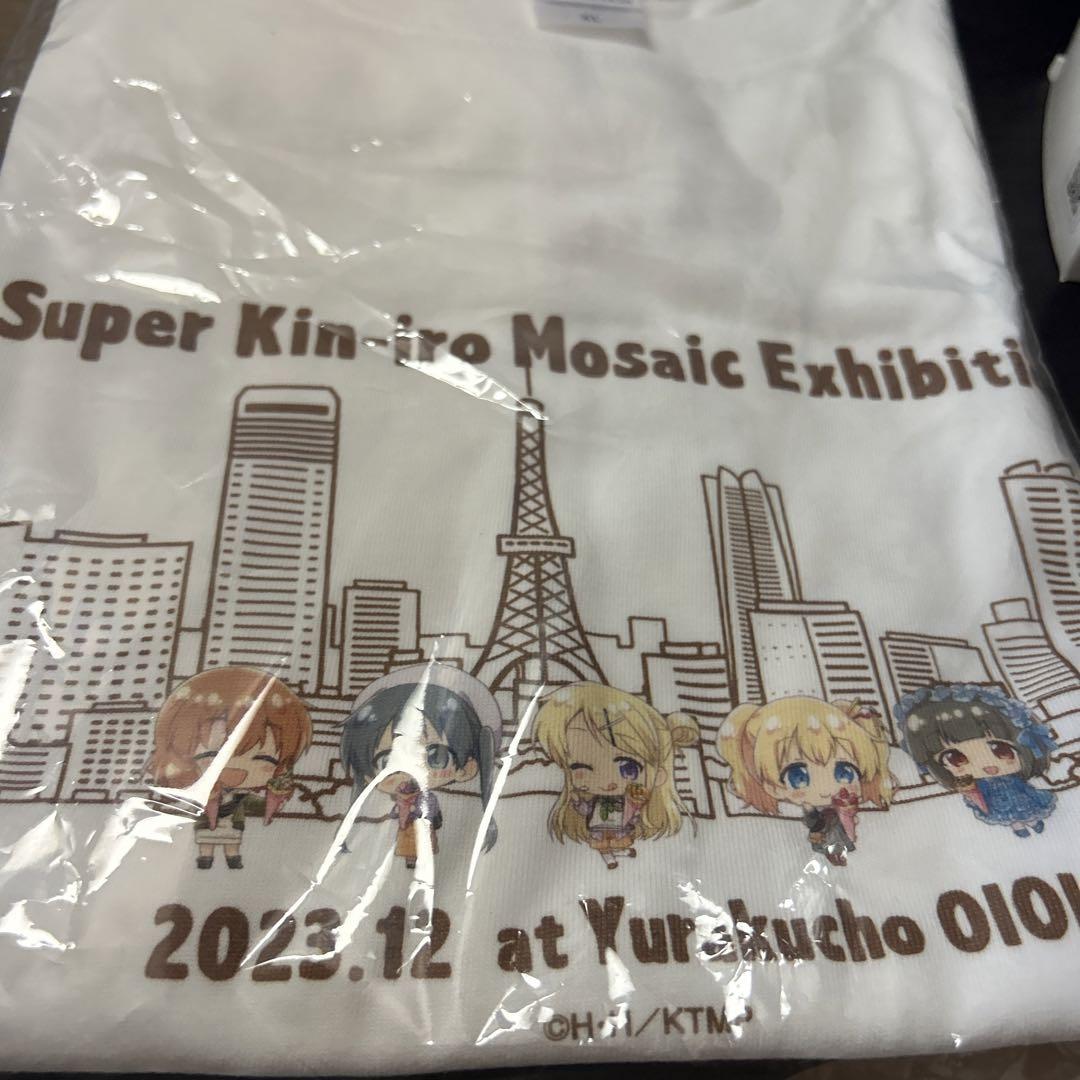 Super Kin-iro Mosaic Exhibiti
2023.12 at Yurakucho OIOI
©H・H/KTMP